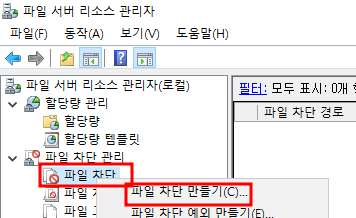 파일 서버 리소스 관리자
파일(F) 동작(A) 보기(V) 도움말(H)
파일 서버 리소스 관리자(로컬)
할당량 관리
할당량
할당량 템플릿
파일 차단 관리
파일 차단
파일
파일
필터: 모두 표시: 0개
파일 차단 경로
파일 차단 만들기(C)...
파일 차단 예외 만들기(E)...